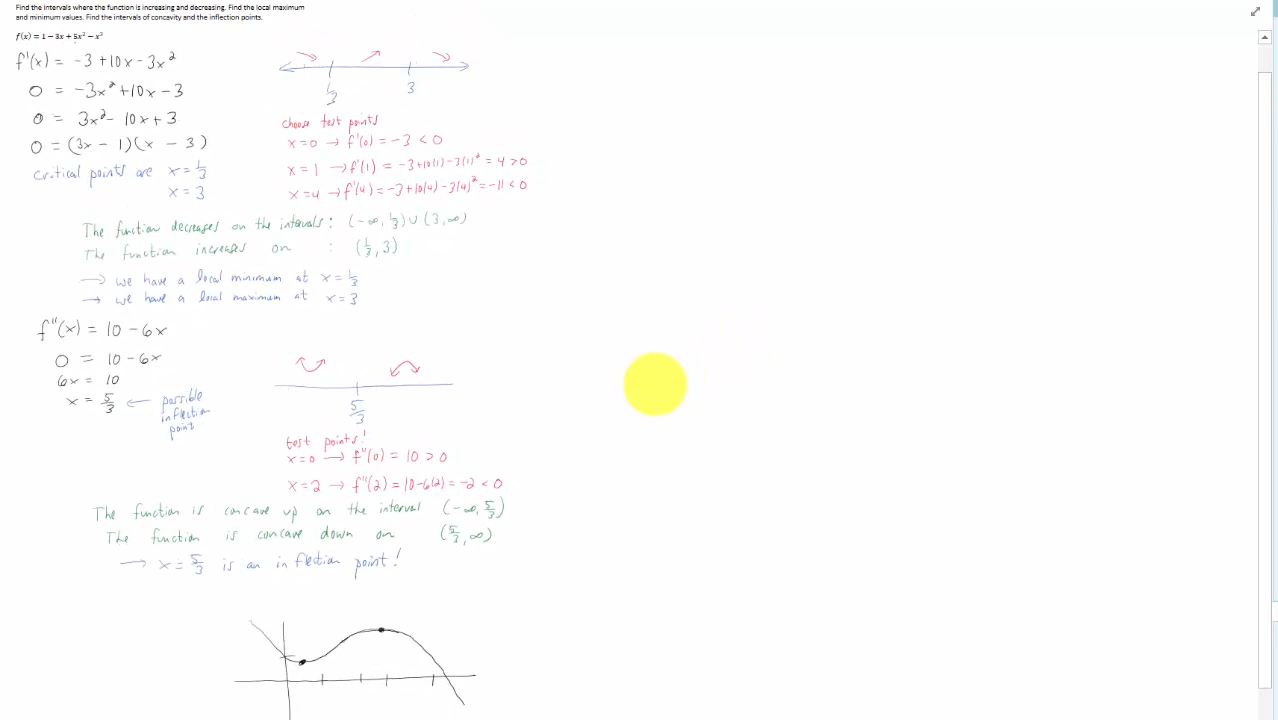 Find the intervals where the function is increasing and decreasing. Find the local maximum
and minimum values. Find the intervals of concavity and the inflection points.
f(x) = 1 − 3x + 5x² − x³
f'(x) = -3 + 10x - 3x²
0 = -3x² + 10x - 3
0 = 3x² - 10x + 3
0 = (3x - 1)(x - 3)
critical points are x = 1/3
x = 3
1/3 3
choose test points
x=0 → f'(0) = -3 < 0
x=1 → f'(1) = -3+10(1)-3(1)² = 4 > 0
x=4 → f'(4) = -3+10(4)-3(4)² = -11 < 0
The function decreases on the intervals: (-∞, 1/3) ∪ (3, ∞)
The function increases on : (1/3, 3)
→ we have a local minimum at x = 1/3
→ we have a local maximum at x = 3
f''(x) = 10 - 6x
0 = 10 - 6x
6x = 10
x = 5/3 ← possible
inflection
point
5/3
test points!
x=0 → f''(0) = 10 > 0
x=2 → f''(2) = 10-6(2) = -2 < 0
The function is concave up on the interval (-∞, 5/3)
The function is concave down on (5/3, ∞)
→ x = 5/3 is an inflection point!